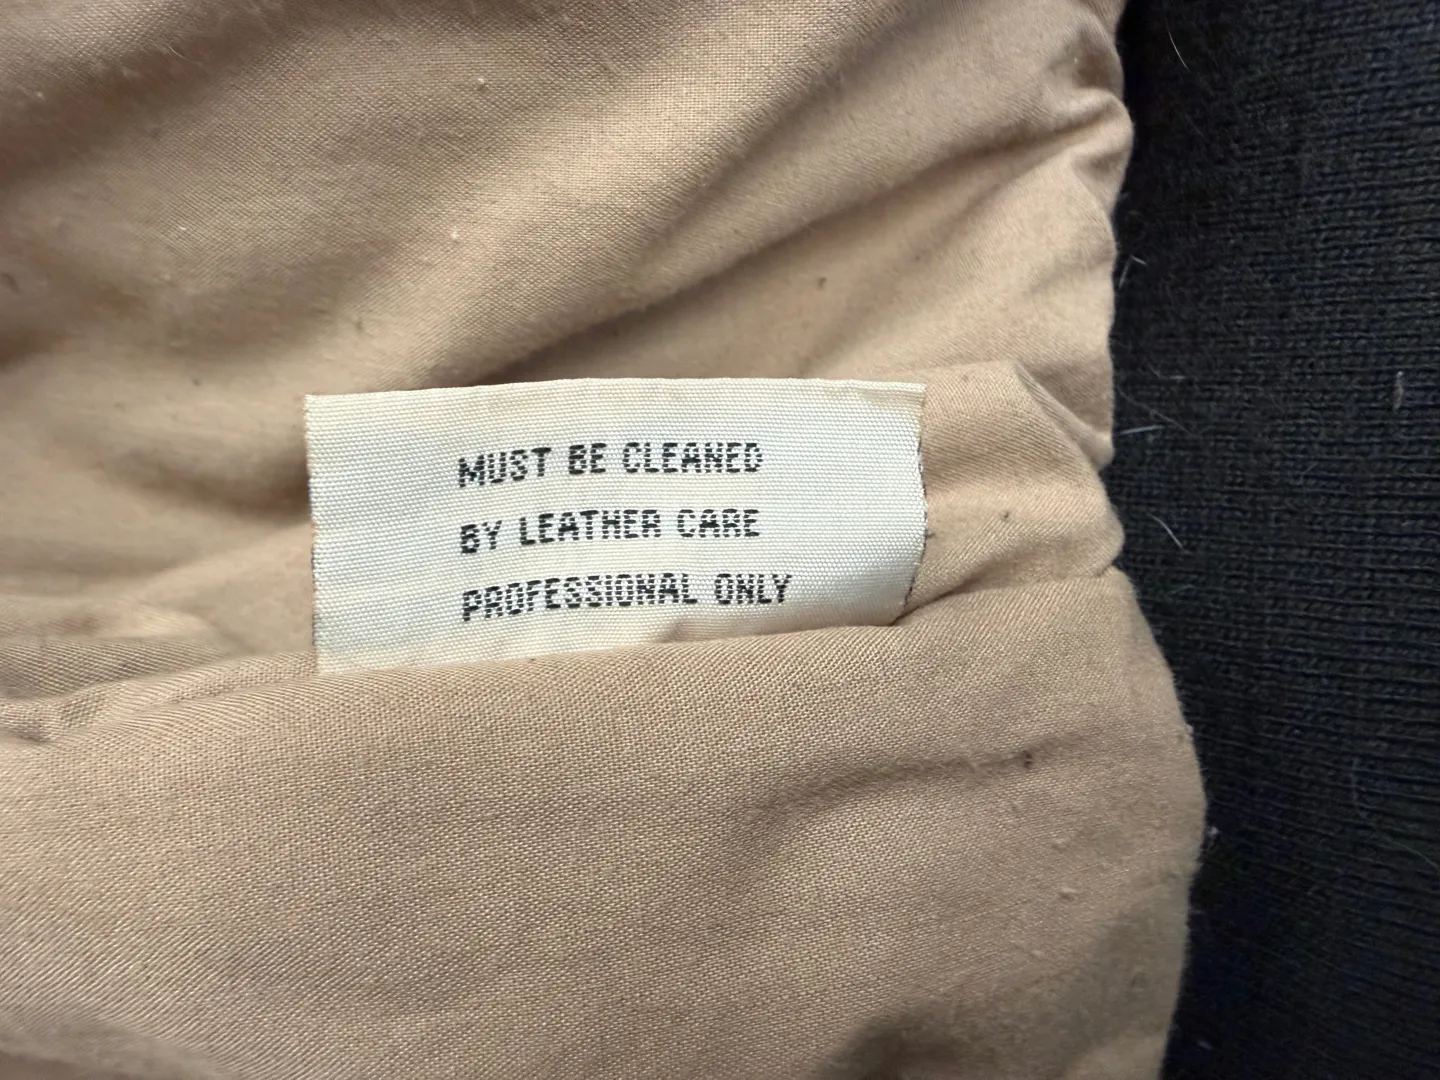 MUST BE CLEANED
BY LEATHER CARE
PROFESSIONAL ONLY